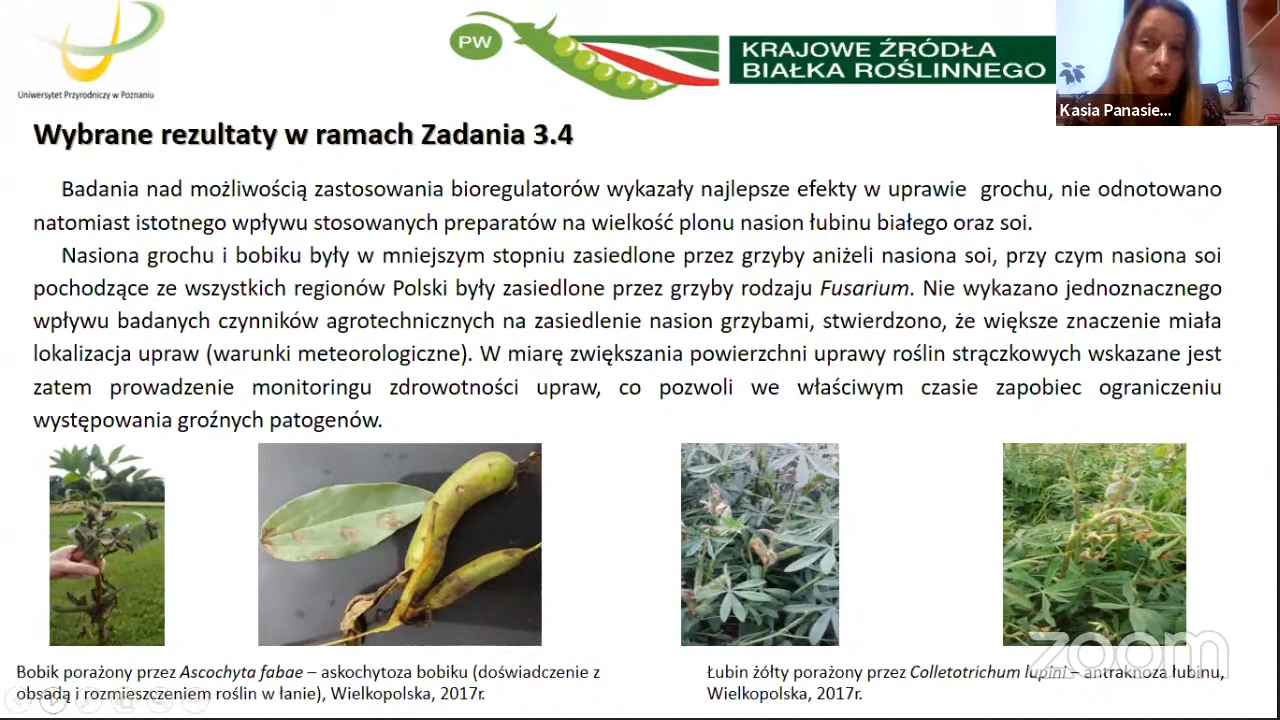 Uniwersytet Przyrodniczy w Poznaniu
PW
KRAJOWE ŹRÓDŁA
BIAŁKA ROŚLINNEGO
Kasia Panasie...
Wybrane rezultaty w ramach Zadania 3.4
Badania nad możliwością zastosowania bioregulatorów wykazały najlepsze efekty w uprawie grochu, nie odnotowano
natomiast istotnego wpływu stosowanych preparatów na wielkość plonu nasion łubinu białego oraz soi.
Nasiona grochu i bobiku były w mniejszym stopniu zasiedlone przez grzyby aniżeli nasiona soi, przy czym nasiona soi
pochodzące ze wszystkich regionów Polski były zasiedlone przez grzyby rodzaju Fusarium. Nie wykazano jednoznacznego
wpływu badanych czynników agrotechnicznych na zasiedlenie nasion grzybami, stwierdzono, że większe znaczenie miała
lokalizacja upraw (warunki meteorologiczne). W miarę zwiększania powierzchni uprawy roślin strączkowych wskazane jest
zatem prowadzenie monitoringu zdrowotności upraw, co pozwoli we właściwym czasie zapobiec ograniczeniu
występowania groźnych patogenów.
Bobik porażony przez Ascochyta fabae – askochytoza bobiku (doświadczenie z
obsadą i rozmieszczeniem roślin w łanie), Wielkopolska, 2017r.
Łubin żółty porażony przez Colletotrichum lupini – antraknoza łubinu,
Wielkopolska, 2017r.
zoom